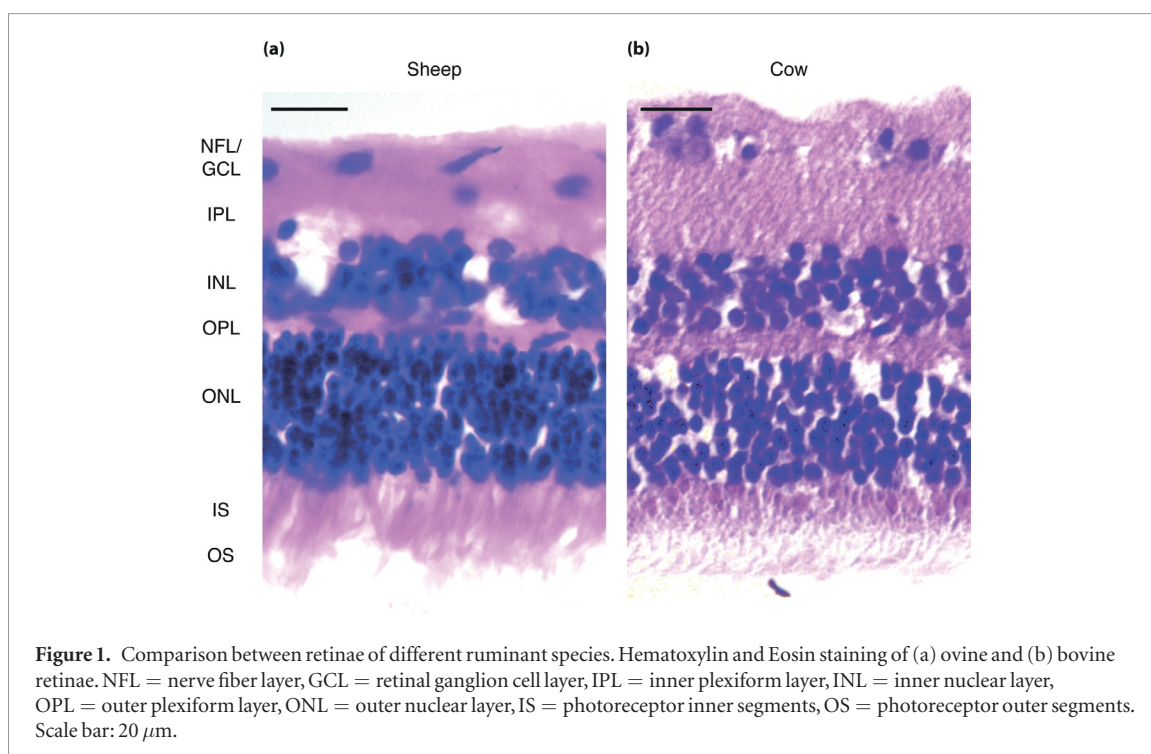 (a)
Sheep
(b)
Cow
NFL/
GCL
IPL
INL
OPL
ONL
IS
OS
Figure 1. Comparison between retinae of different ruminant species. Hematoxylin and Eosin staining of (a) ovine and (b) bovine
retinae. NFL = nerve fiber layer, GCL = retinal ganglion cell layer, IPL = inner plexiform layer, INL = inner nuclear layer,
OPL = outer plexiform layer, ONL = outer nuclear layer, IS = photoreceptor inner segments, OS = photoreceptor outer segments.
Scale bar: 20 μm.